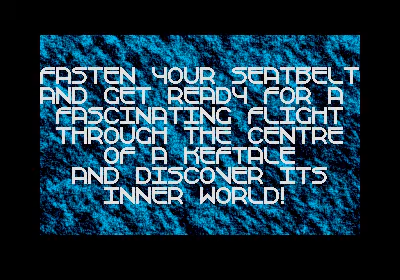 FASTEN YOUR SEATBELT
AND GET READY FOR A
FASCINATING FLIGHT
THROUGH THE CENTRE
OF A KEFTALE
AND DISCOVER ITS
INNER WORLD!